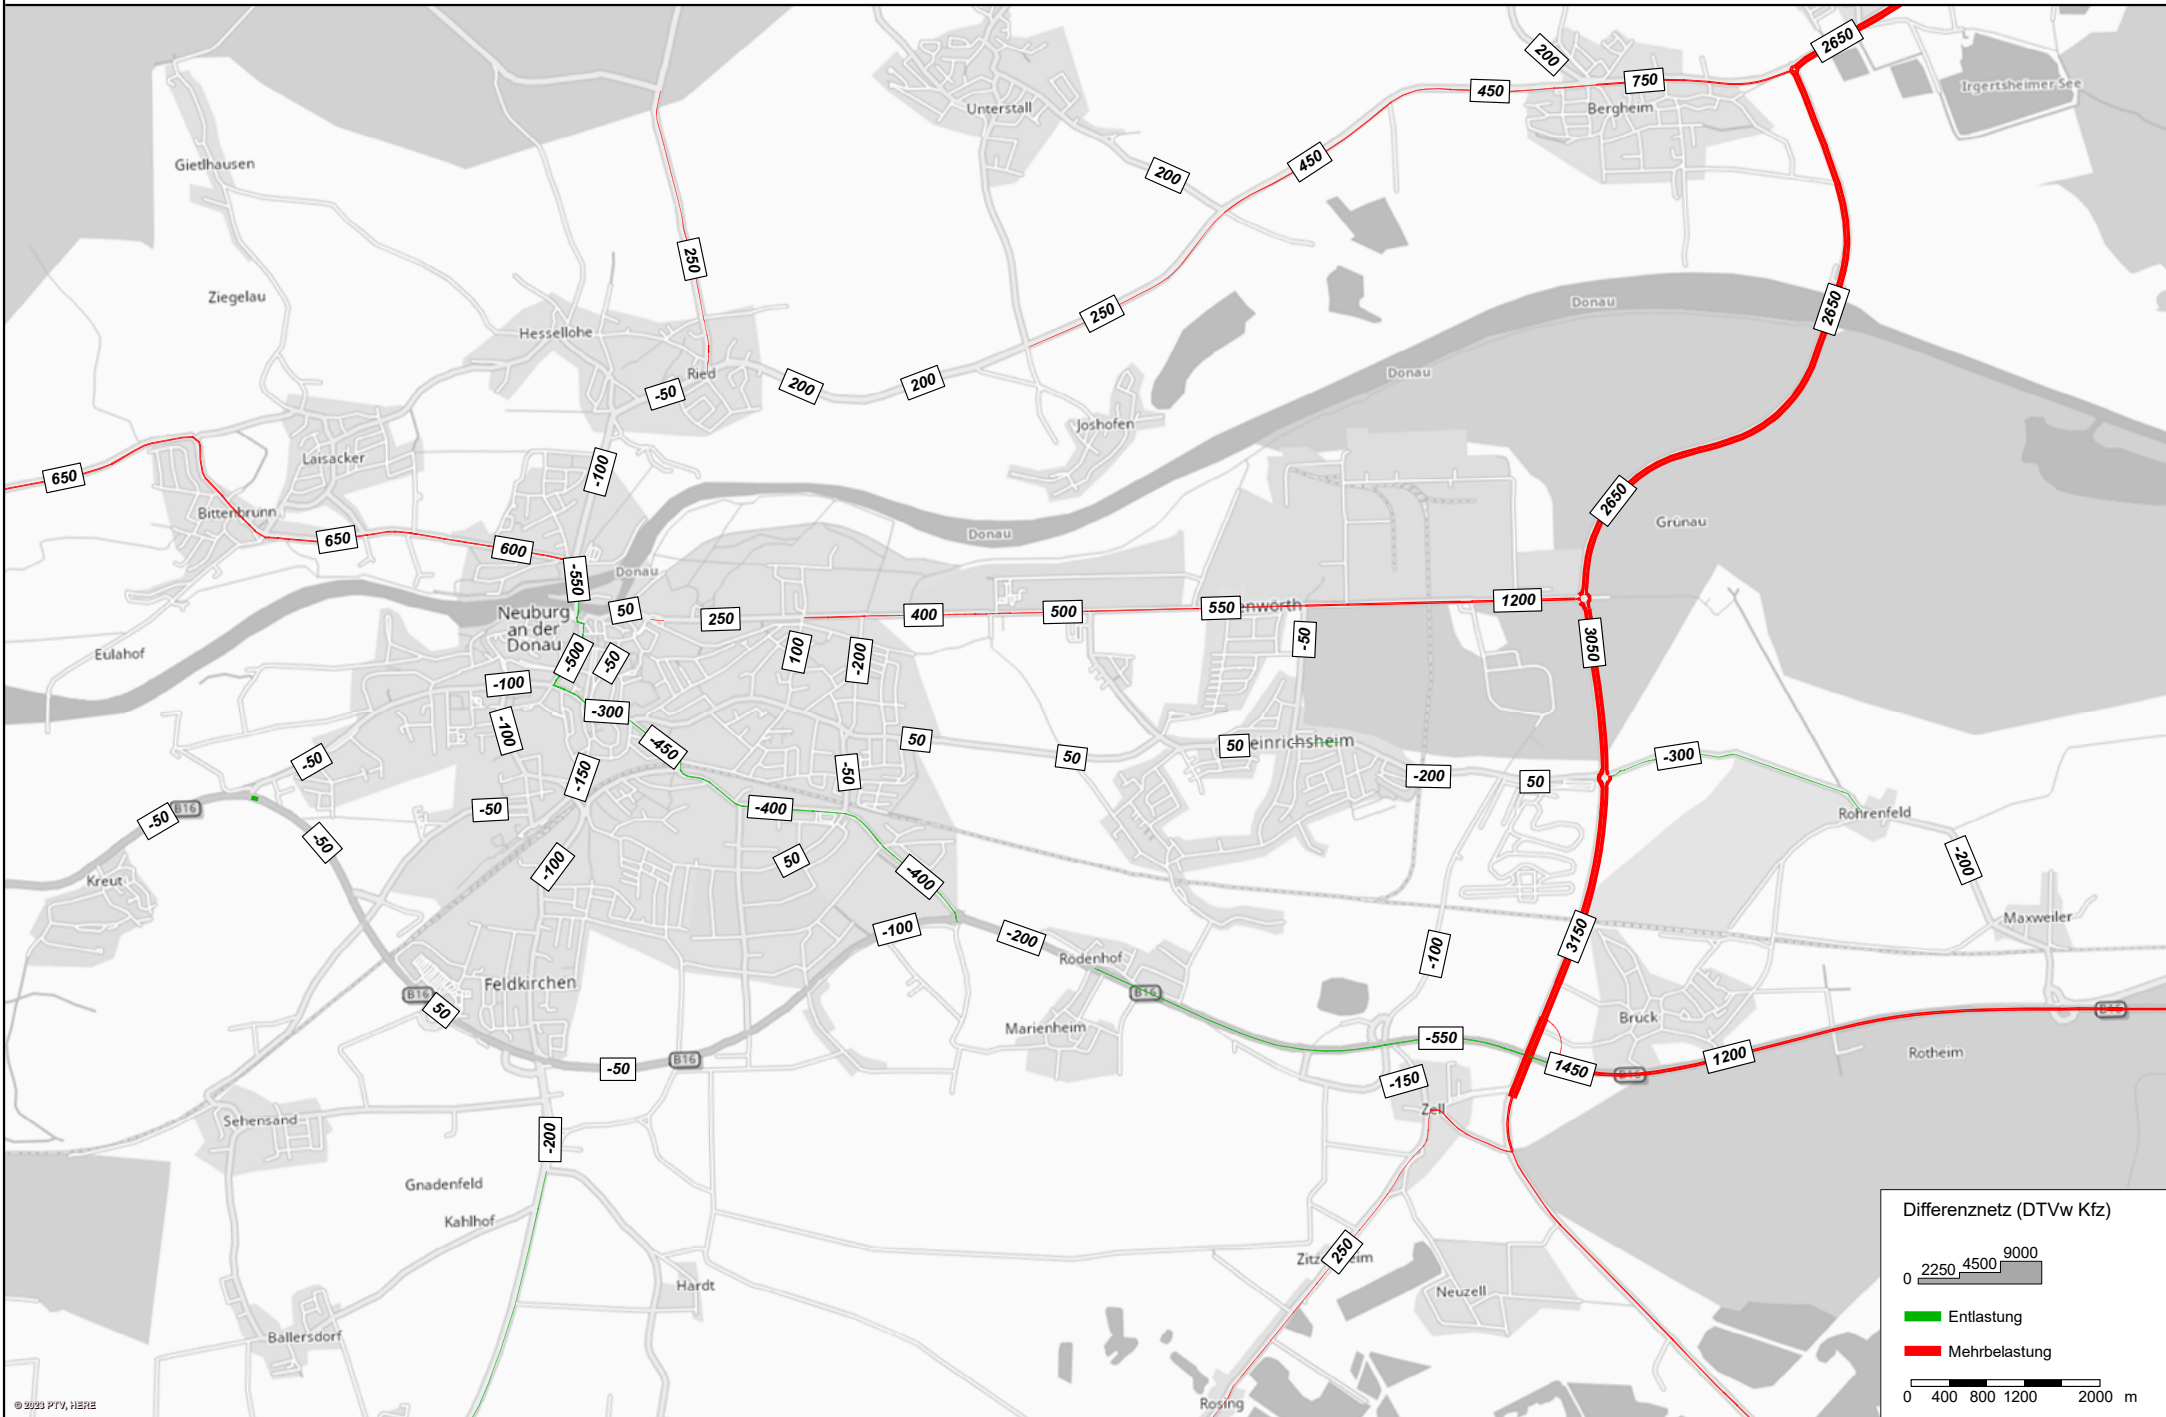 2650
200
750
450
Irgertsheimer See
Bergheim
Unterstall
450
Gietlhausen
200
250
Ziegelau
Donau
2650
250
Hessellohe
Ried
Donau
200
200
-50
Joshofen
650
Laisacker
-100
2650
Bittenbrunn
Grünau
650
600
Donau
Donau
-550
Neuburg
an der
Donau
50
250
400
500
550
enwörth
1200
Eulahof
-500
-50
100
-200
-50
3050
-100
-300
-100
-450
50
50
50
einrichsheim
-300
-50
-150
-50
-200
50
B16
-50
-50
-50
-400
Rohrenfeld
50
-200
Kreut
-100
-400
Maxweiler
-100
-200
3150
-100
Rödenhof
Feldkirchen
B16
B16
50
Marienheim
Bruck
B16
-550
1450
1200
Rotheim
B16
-50
B16
-150
Zell
Sehensand
-200
Gnadenfeld
Kahlhof
250
Hardt
Neuzell
Ballersdorf
Rosing
Differenznetz (DTVw Kfz)
0 2250 4500 9000
Entlastung
Mehrbelastung
0 400 800 1200 2000 m
© 2023 PTV, HERE